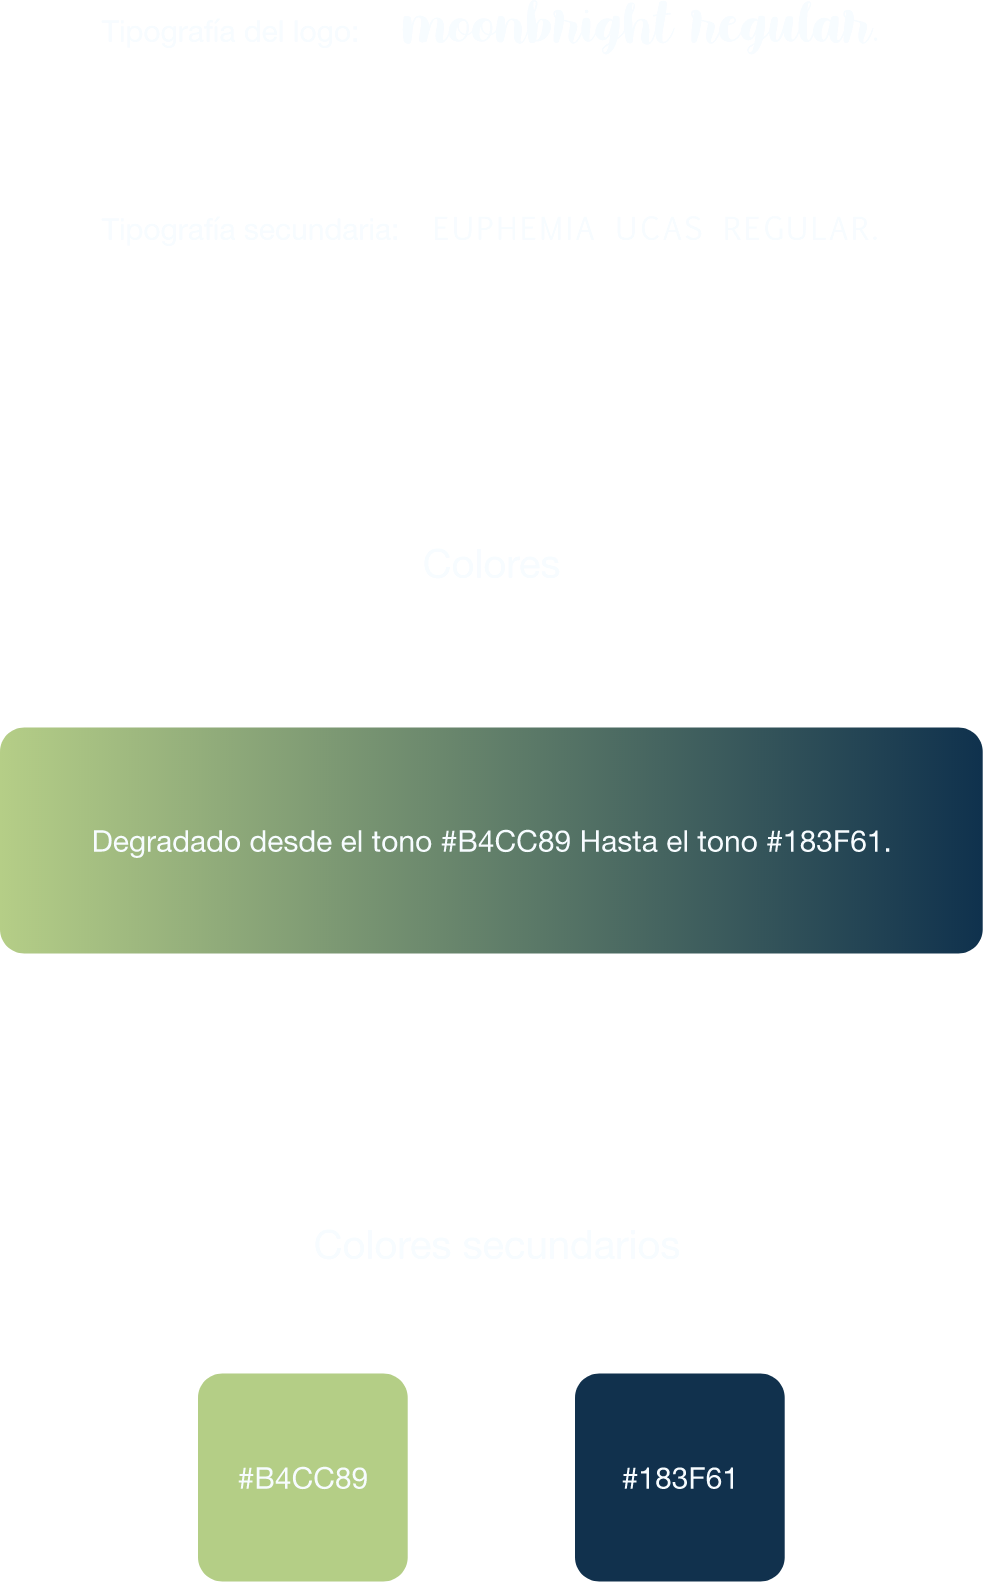 Tipografía del logo: moonbright regular.
Tipografía secundaria: EUPHEMIA UCAS REGULAR.
Colores
Degradado desde el tono #B4CC89 Hasta el tono #183F61.
Colores secundarios
#B4CC89 #183F61